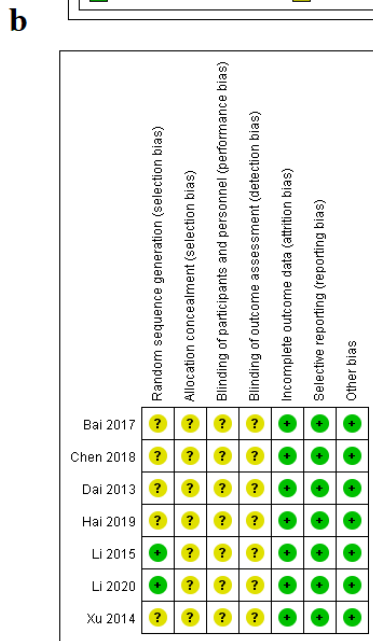 b
Random sequence generation (selection bias)
Allocation concealment (selection bias)
Blinding of participants and personnel (performance bias)
Blinding of outcome assessment (detection bias)
Incomplete outcome data (attrition bias)
Selective reporting (reporting bias)
Other bias
Bai 2017 ? ? ? ? + + +
Chen 2018 ? ? ? ? + + +
Dai 2013 ? ? ? ? + + +
Hai 2019 ? ? ? ? + + +
Li 2015 + ? ? ? + + +
Li 2020 + ? ? ? + + +
Xu 2014 ? ? ? ? + + +